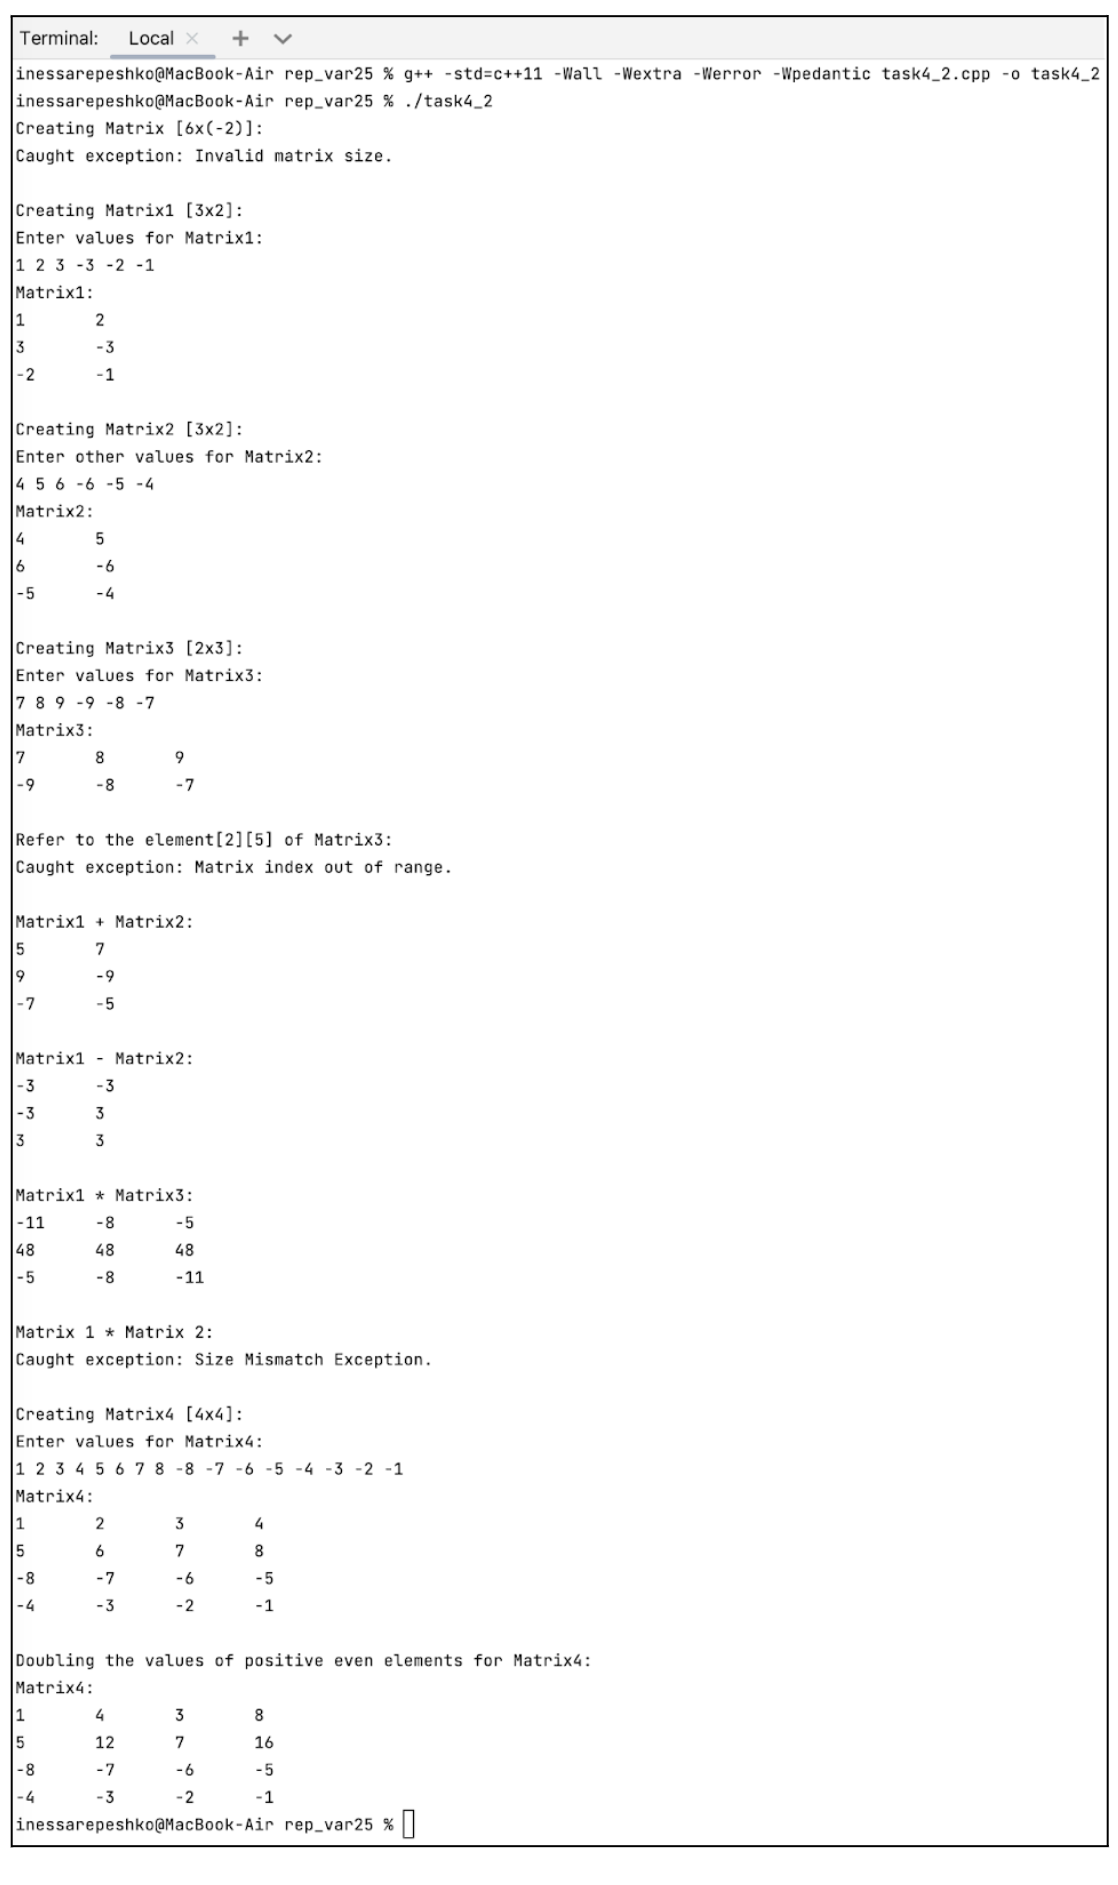 Terminal: Local × + ⌄
inessarepeshko@MacBook-Air rep_var25 % g++ -std=c++11 -Wall -Wextra -Werror -Wpedantic task4_2.cpp -o task4_2
inessarepeshko@MacBook-Air rep_var25 % ./task4_2
Creating Matrix [6x(-2)]:
Caught exception: Invalid matrix size.

Creating Matrix1 [3x2]:
Enter values for Matrix1:
1 2 3 -3 -2 -1
Matrix1:
1 2
3 -3
-2 -1

Creating Matrix2 [3x2]:
Enter other values for Matrix2:
4 5 6 -6 -5 -4
Matrix2:
4 5
6 -6
-5 -4

Creating Matrix3 [2x3]:
Enter values for Matrix3:
7 8 9 -9 -8 -7
Matrix3:
7 8 9
-9 -8 -7

Refer to the element[2][5] of Matrix3:
Caught exception: Matrix index out of range.

Matrix1 + Matrix2:
5 7
9 -9
-7 -5

Matrix1 - Matrix2:
-3 -3
-3 3
3 3

Matrix1 * Matrix3:
-11 -8 -5
48 48 48
-5 -8 -11

Matrix 1 * Matrix 2:
Caught exception: Size Mismatch Exception.

Creating Matrix4 [4x4]:
Enter values for Matrix4:
1 2 3 4 5 6 7 8 -8 -7 -6 -5 -4 -3 -2 -1
Matrix4:
1 2 3 4
5 6 7 8
-8 -7 -6 -5
-4 -3 -2 -1

Doubling the values of positive even elements for Matrix4:
Matrix4:
1 4 3 8
5 12 7 16
-8 -7 -6 -5
-4 -3 -2 -1
inessarepeshko@MacBook-Air rep_var25 %